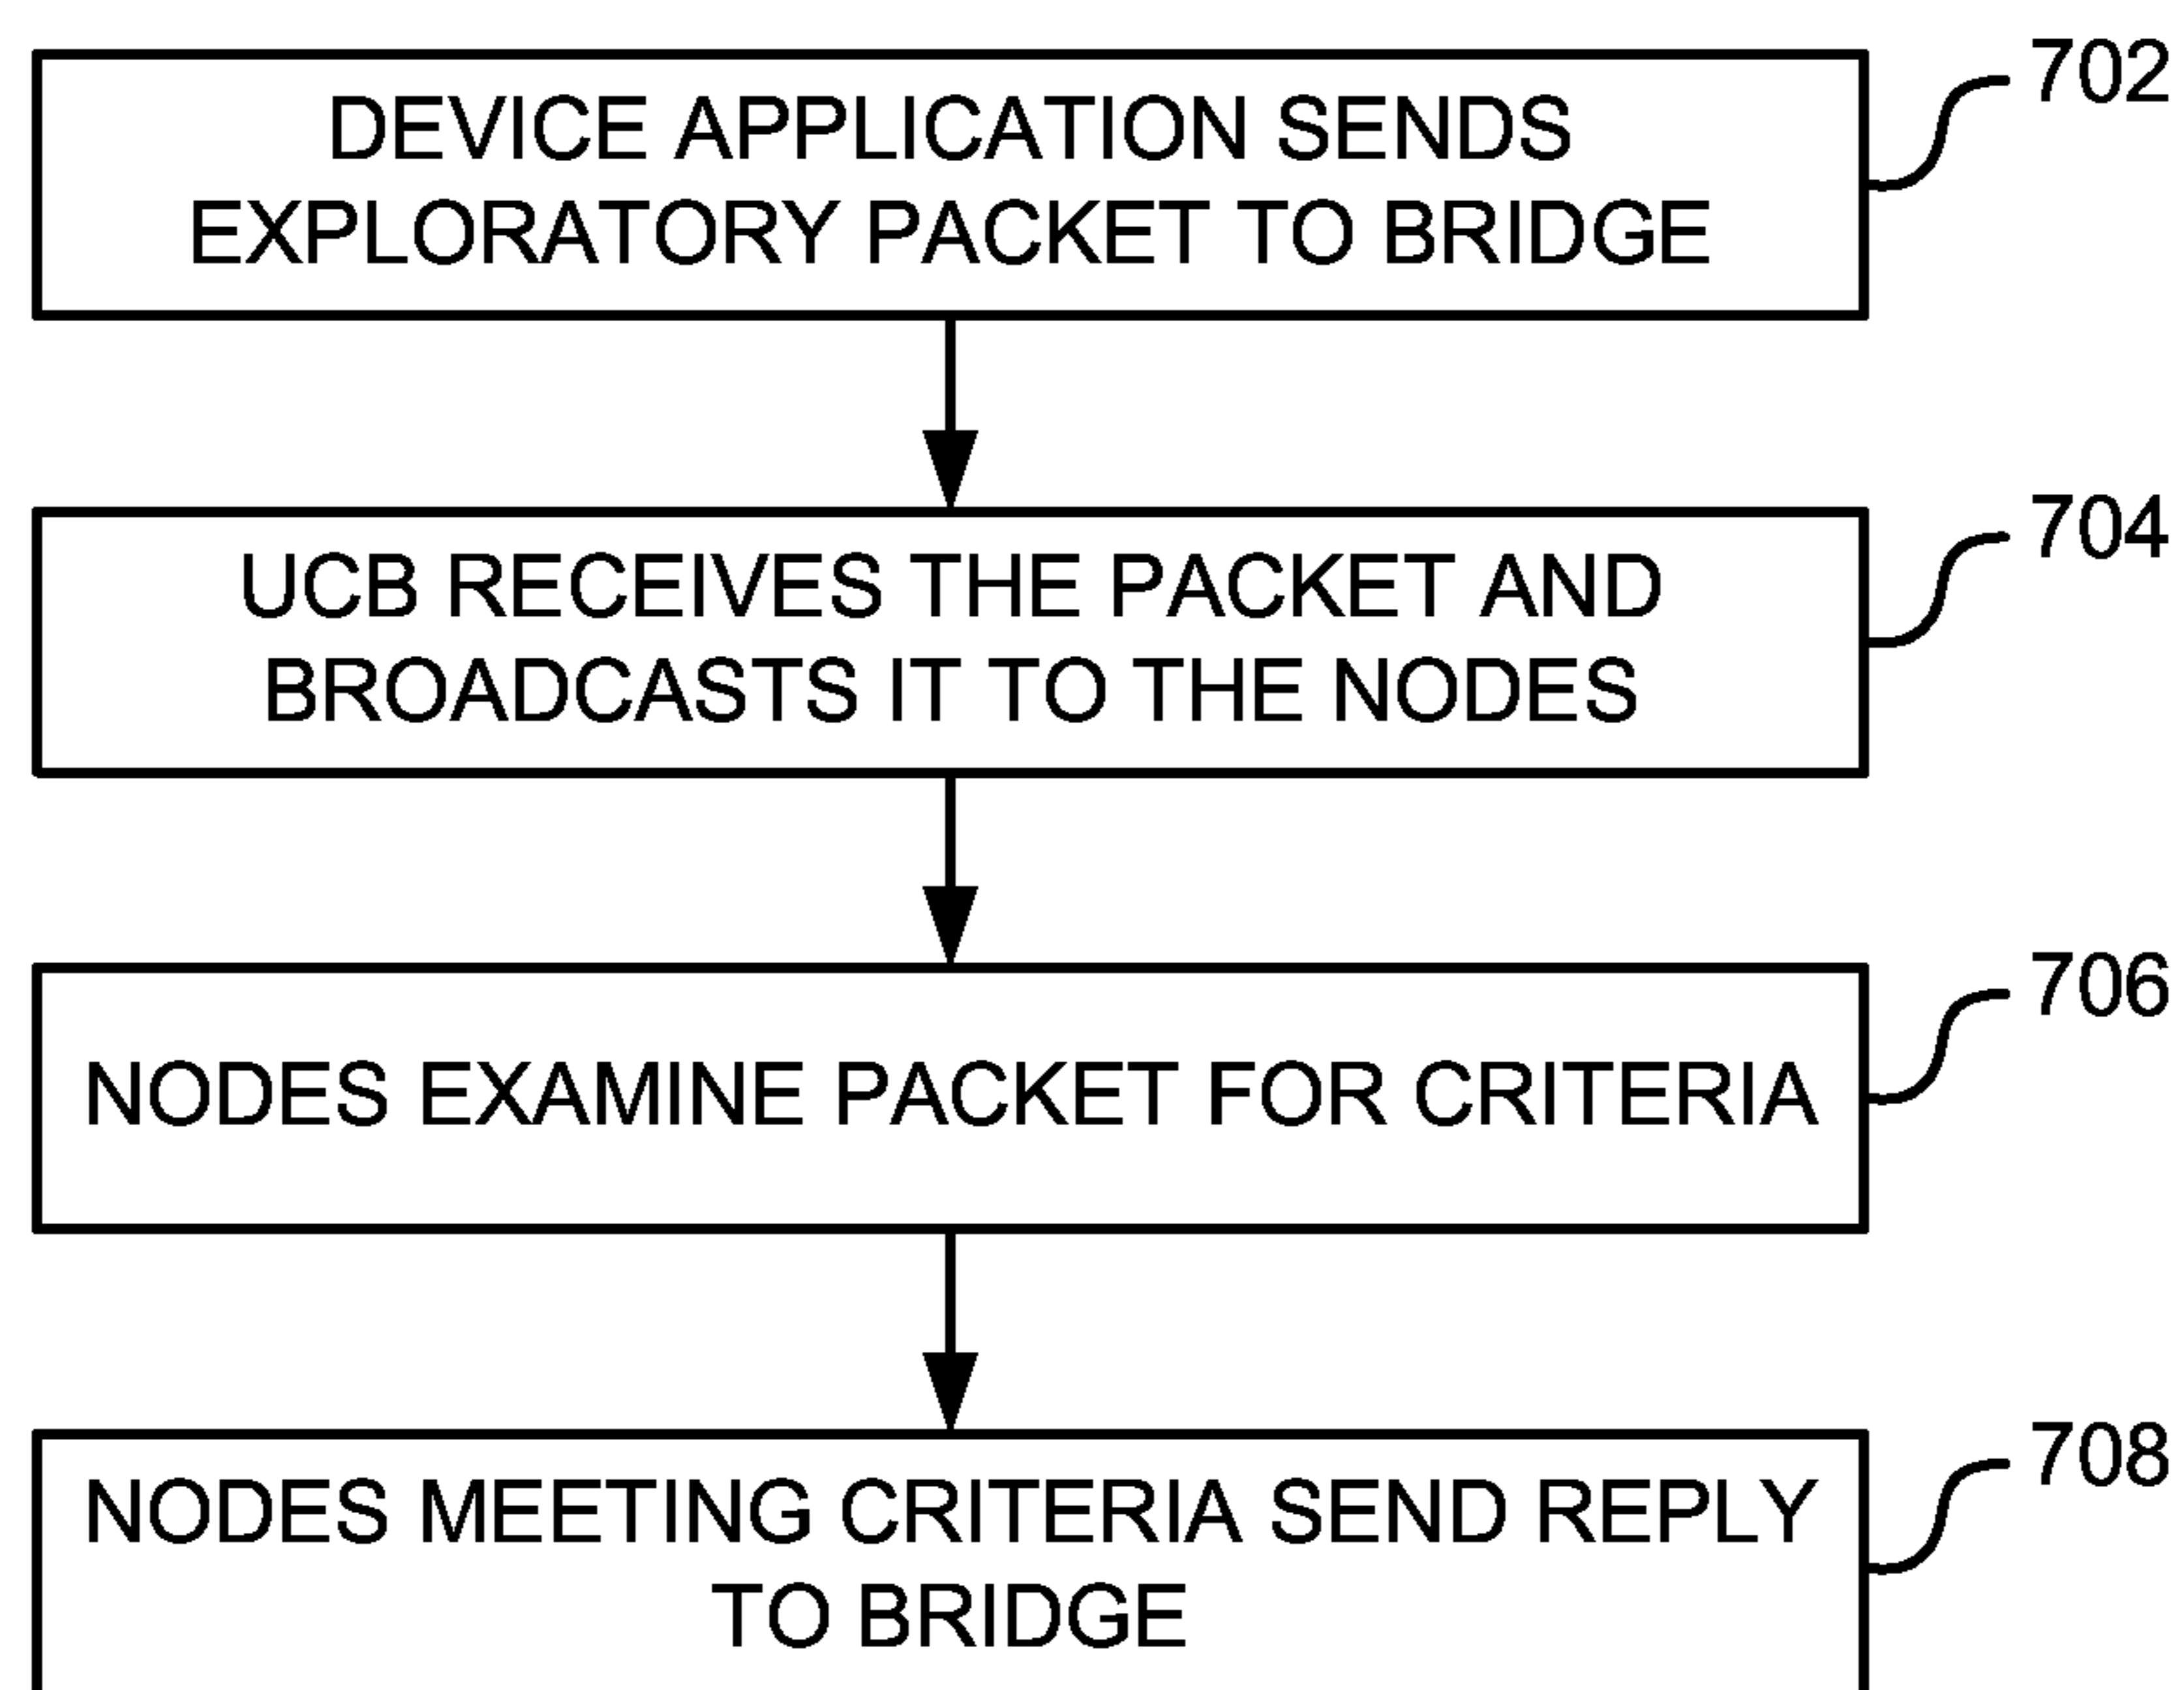 702
DEVICE APPLICATION SENDS
EXPLORATORY PACKET TO BRIDGE
704
UCB RECEIVES THE PACKET AND
BROADCASTS IT TO THE NODES
706
NODES EXAMINE PACKET FOR CRITERIA
708
NODES MEETING CRITERIA SEND REPLY
TO BRIDGE